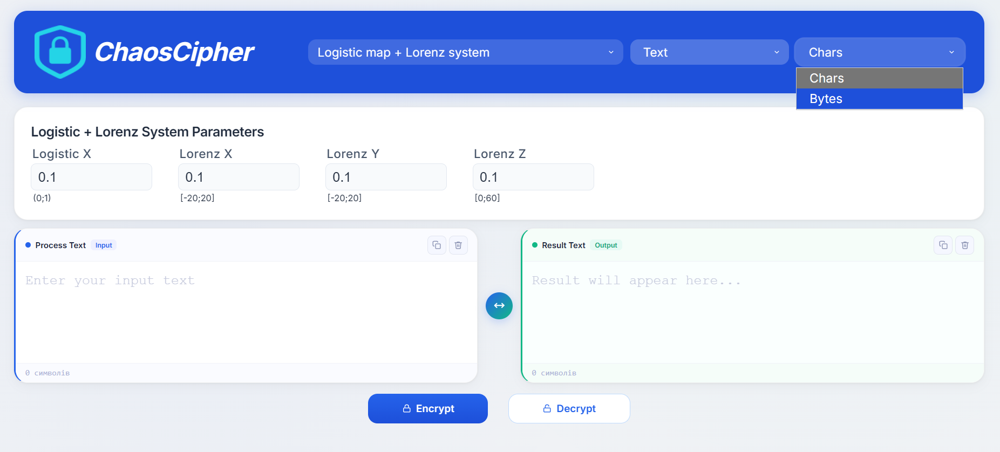 ChaosCipher
Logistic map + Lorenz system
Text
Chars
Chars
Bytes
Logistic + Lorenz System Parameters
Logistic X
Lorenz X
Lorenz Y
Lorenz Z
0.1
0.1
0.1
0.1
(0;1)
[-20;20]
[-20;20]
[0;60]
Process Text
Input
Enter your input text
0 символів
Result Text
Output
Result will appear here...
0 символів
Encrypt
Decrypt